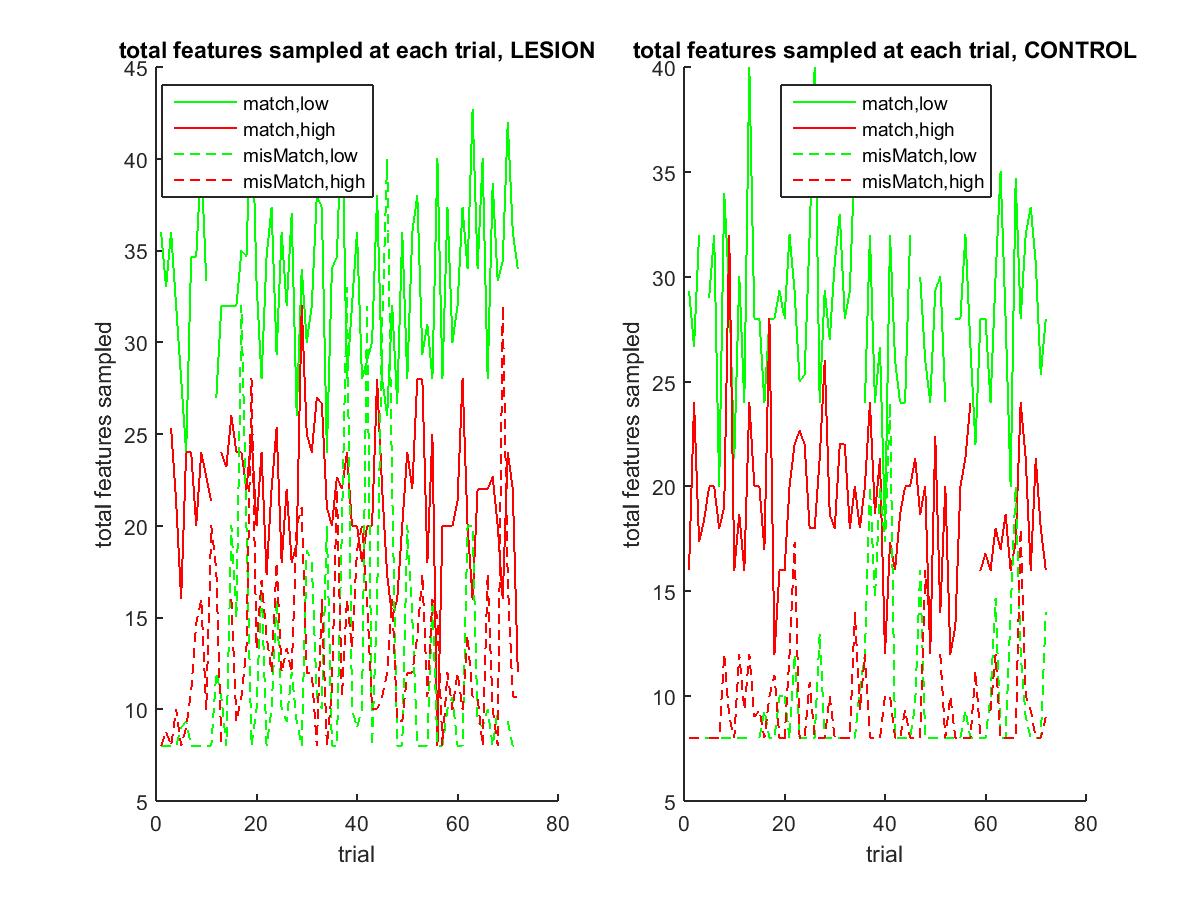 total features sampled at each trial, LESION
total features sampled
45
40
35
30
25
20
15
10
5
match,low
match,high
misMatch,low
misMatch,high
0
20
40
60
80
trial
total features sampled at each trial, CONTROL
total features sampled
40
35
30
25
20
15
10
5
match,low
match,high
misMatch,low
misMatch,high
0
20
40
60
80
trial